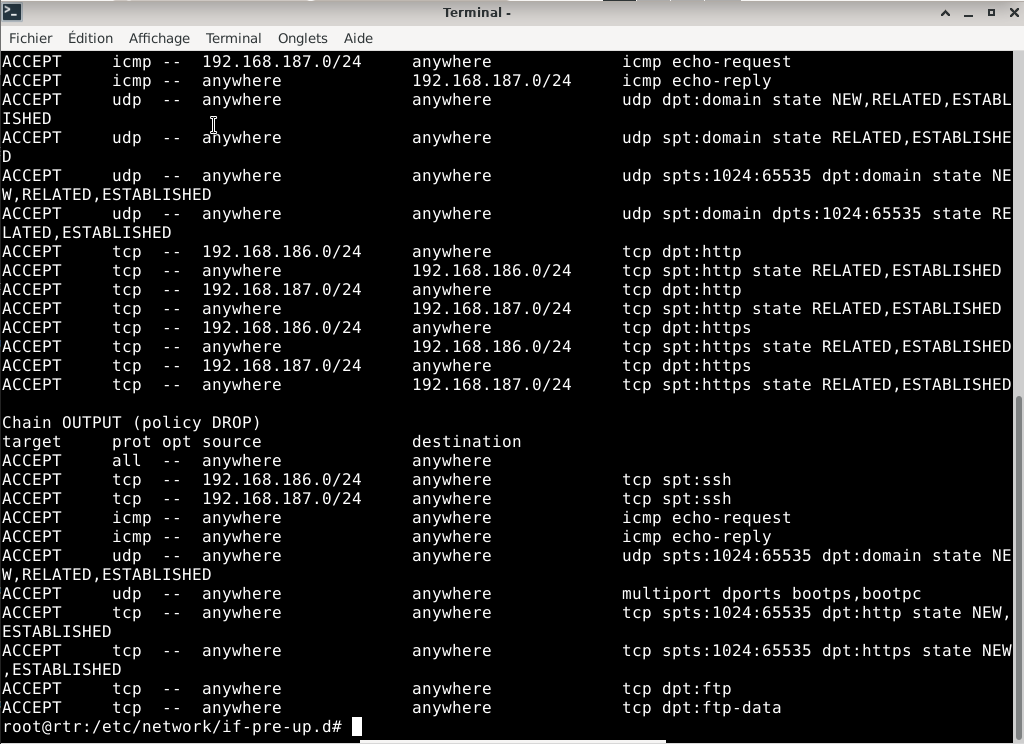 Terminal -
Fichier Édition Affichage Terminal Onglets Aide
ACCEPT     icmp --  192.168.187.0/24     anywhere             icmp echo-request
ACCEPT     icmp --  anywhere             192.168.187.0/24     icmp echo-reply
ACCEPT     udp  --  anywhere             anywhere             udp dpt:domain state NEW,RELATED,ESTABL
ISHED
ACCEPT     udp  --  anywhere             anywhere             udp spt:domain state RELATED,ESTABLISHE
D
ACCEPT     udp  --  anywhere             anywhere             udp spts:1024:65535 dpt:domain state NE
W,RELATED,ESTABLISHED
ACCEPT     udp  --  anywhere             anywhere             udp spt:domain dpts:1024:65535 state RE
LATED,ESTABLISHED
ACCEPT     tcp  --  192.168.186.0/24     anywhere             tcp dpt:http
ACCEPT     tcp  --  anywhere             192.168.186.0/24     tcp spt:http state RELATED,ESTABLISHED
ACCEPT     tcp  --  192.168.187.0/24     anywhere             tcp dpt:http
ACCEPT     tcp  --  anywhere             192.168.187.0/24     tcp spt:http state RELATED,ESTABLISHED
ACCEPT     tcp  --  192.168.186.0/24     anywhere             tcp dpt:https
ACCEPT     tcp  --  anywhere             192.168.186.0/24     tcp spt:https state RELATED,ESTABLISHED
ACCEPT     tcp  --  192.168.187.0/24     anywhere             tcp dpt:https
ACCEPT     tcp  --  anywhere             192.168.187.0/24     tcp spt:https state RELATED,ESTABLISHED
Chain OUTPUT (policy DROP)
target     prot opt source               destination
ACCEPT     all  --  anywhere             anywhere
ACCEPT     tcp  --  192.168.186.0/24     anywhere             tcp spt:ssh
ACCEPT     tcp  --  192.168.187.0/24     anywhere             tcp spt:ssh
ACCEPT     icmp --  anywhere             anywhere             icmp echo-request
ACCEPT     icmp --  anywhere             anywhere             icmp echo-reply
ACCEPT     udp  --  anywhere             anywhere             udp spts:1024:65535 dpt:domain state NE
W,RELATED,ESTABLISHED
ACCEPT     udp  --  anywhere             anywhere             multiport dports bootps,bootpc
ACCEPT     tcp  --  anywhere             anywhere             tcp spts:1024:65535 dpt:http state NEW,
ESTABLISHED
ACCEPT     tcp  --  anywhere             anywhere             tcp spts:1024:65535 dpt:https state NEW
,ESTABLISHED
ACCEPT     tcp  --  anywhere             anywhere             tcp dpt:ftp
ACCEPT     tcp  --  anywhere             anywhere             tcp dpt:ftp-data
root@rtr:/etc/network/if-pre-up.d#